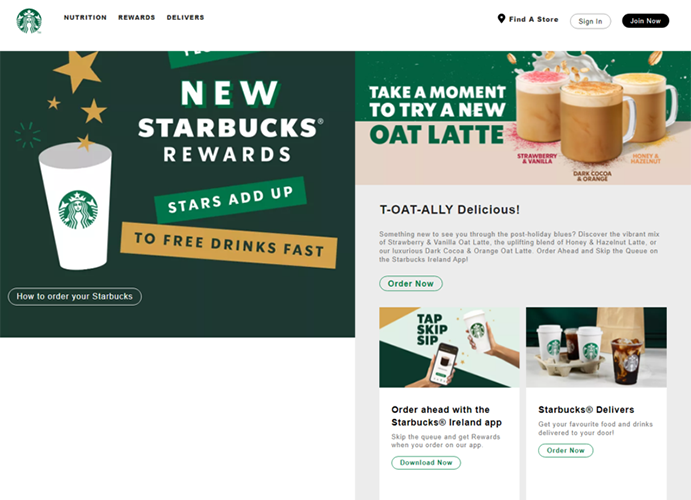 NUTRITION REWARDS DELIVERS
Find A Store
Sign In
Join Now
NEW
STARBUCKS®
REWARDS
STARS ADD UP
TO FREE DRINKS FAST
How to order your Starbucks
TAKE A MOMENT
TO TRY A NEW
OAT LATTE
STRAWBERRY
& VANILLA
DARK COCOA
& ORANGE
HONEY &
HAZELNUT
T-OAT-ALLY Delicious!
Something new to see you through the post-holiday blues? Discover the vibrant mix
of Strawberry & Vanilla Oat Latte, the uplifting blend of Honey & Hazelnut Latte, or
our luxurious Dark Cocoa & Orange Oat Latte. Order Ahead and Skip the Queue on
the Starbucks Ireland App!
Order Now
TAP
SKIP
SIP
Order ahead with the
Starbucks® Ireland app
Skip the queue and get Rewards
when you order on our app.
Download Now
Starbucks® Delivers
Get your favourite food and drinks
delivered to your door!
Order Now